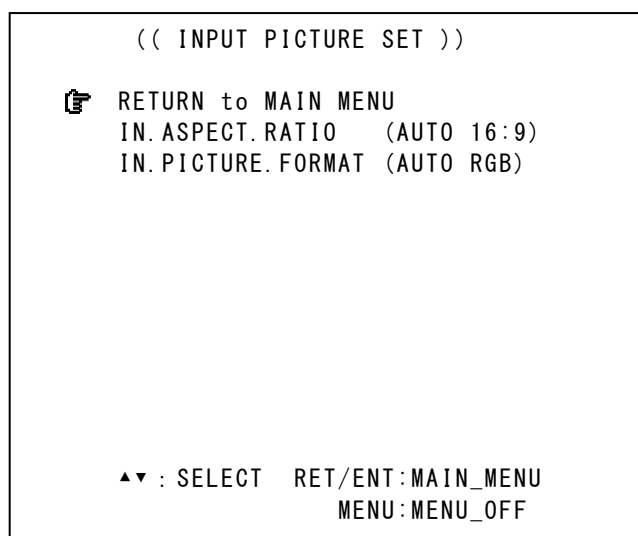 (( INPUT PICTURE SET ))
RETURN to MAIN MENU
IN.ASPECT.RATIO (AUTO 16:9)
IN.PICTURE.FORMAT (AUTO RGB)
▲▼:SELECT RET/ENT:MAIN_MENU
MENU:MENU_OFF